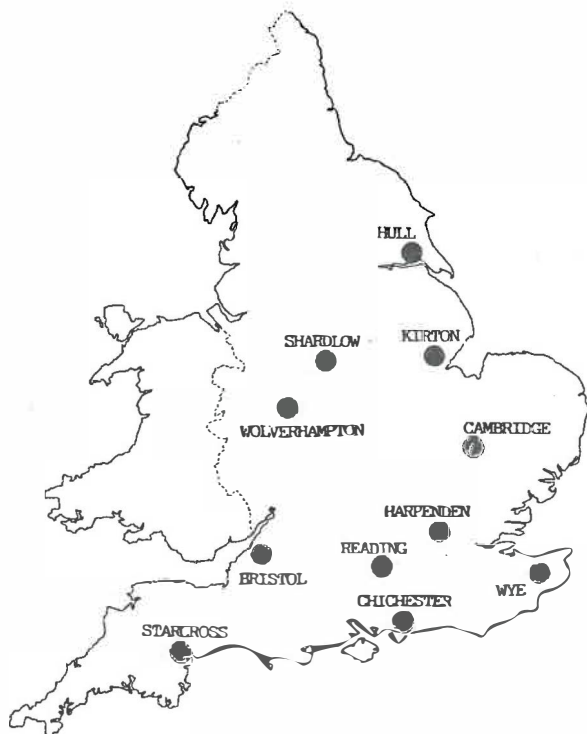 HULL
SHARDLOW
KIRTON
WOLVERHAMPTON
CAMBRIDGE
HARPENDEN
READING
BRISTOL
WYE
CHICHESTER
STARCROSS